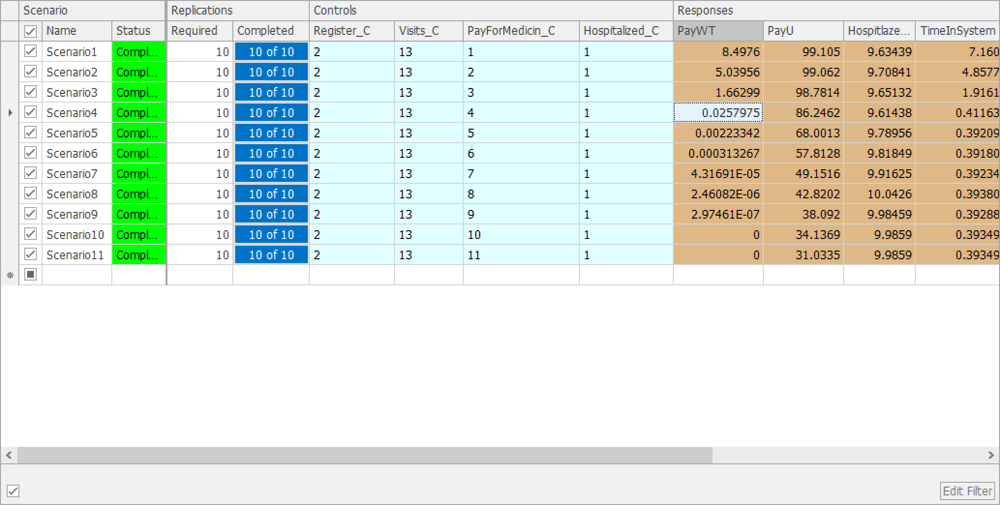 Scenario Replications Controls Responses
Name Status Required Completed Register_C Visits_C PayForMedicin_C Hospitalized_C PayWT PayU Hospitlaze... TimeInSystem
Scenario1 Compl... 10 10 of 10 2 13 1 1 8.4976 99.105 9.63439 7.160
Scenario2 Compl... 10 10 of 10 2 13 2 1 5.03956 99.062 9.70841 4.8577
Scenario3 Compl... 10 10 of 10 2 13 3 1 1.66299 98.7814 9.65132 1.9161
Scenario4 Compl... 10 10 of 10 2 13 4 1 0.0257975 86.2462 9.61438 0.41163
Scenario5 Compl... 10 10 of 10 2 13 5 1 0.00223342 68.0013 9.78956 0.39209
Scenario6 Compl... 10 10 of 10 2 13 6 1 0.000313267 57.8128 9.81849 0.39180
Scenario7 Compl... 10 10 of 10 2 13 7 1 4.31691E-05 49.1516 9.91625 0.39234
Scenario8 Compl... 10 10 of 10 2 13 8 1 2.46082E-06 42.8202 10.0426 0.39380
Scenario9 Compl... 10 10 of 10 2 13 9 1 2.97461E-07 38.092 9.98459 0.39288
Scenario10 Compl... 10 10 of 10 2 13 10 1 0 34.1369 9.9859 0.39349
Scenario11 Compl... 10 10 of 10 2 13 11 1 0 31.0335 9.9859 0.39349
Edit Filter